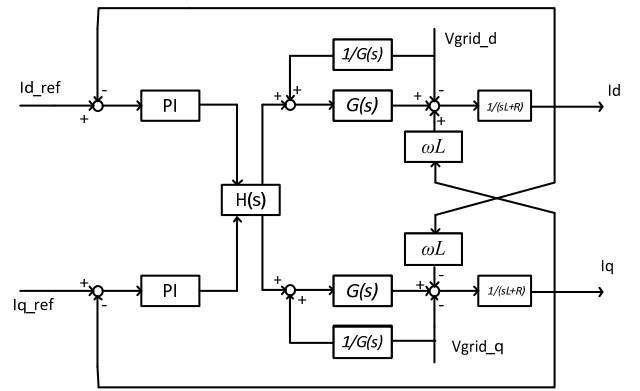 Vgrid_d
1/G(s)
Id_ref
-
+
PI
+
+
G(s)
+
-
+
1/(sL+R)
Id
ωL
H(s)
ωL
Iq_ref
+
-
PI
+
+
G(s)
+
-
-
1/(sL+R)
Iq
1/G(s)
Vgrid_q